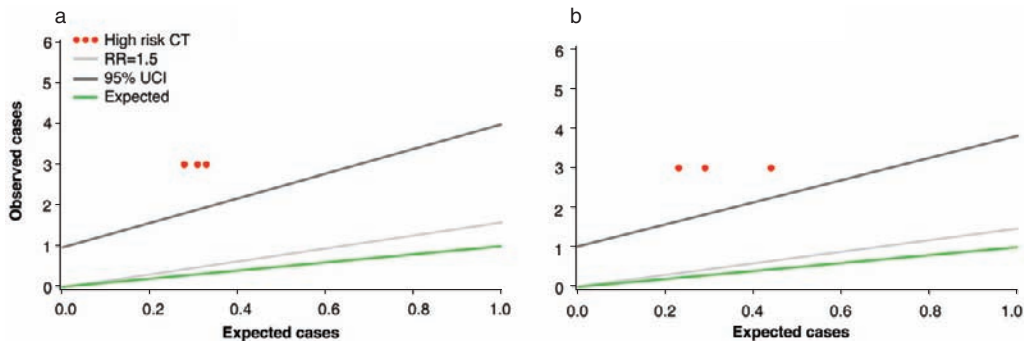 a
High risk CT
RR=1.5
95% UCI
Expected
6
5
4
3
2
1
0
Observed cases
0.0 0.2 0.4 0.6 0.8 1.0
Expected cases
b
6
5
4
3
2
1
0
0.0 0.2 0.4 0.6 0.8 1.0
Expected cases